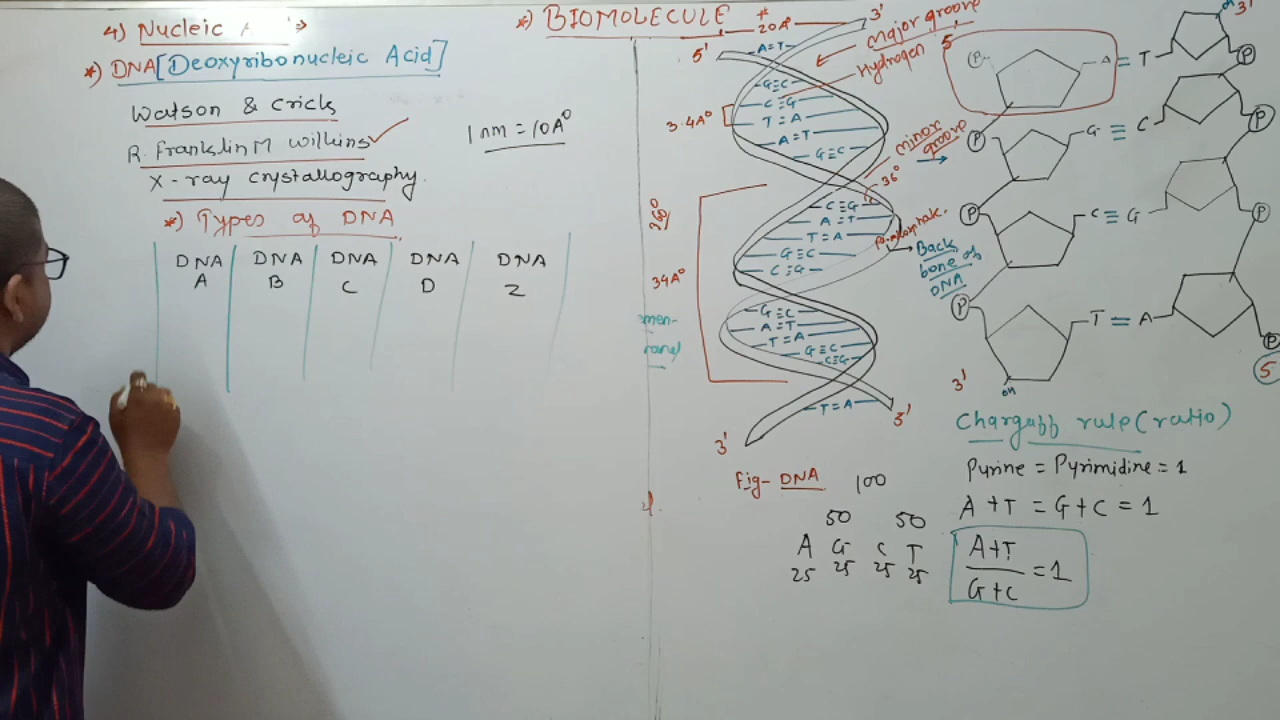 4) Nucleic
*) BIOMOLECULE
*) DNA [Deoxyribonucleic Acid]
Watson & Crick
R. Franklin M wilkins
X-ray crystallography.
1 nm = 10A°
*) Types of DNA
DNA A
DNA B
DNA C
DNA D
DNA Z
20A°
3'
5'
Major groove
Hydrogen
A=T
G≡C
C≡G
T=A
A=T
G≡C
3.4A°
minor groove
36°
C≡G
A=T
T=A
G≡C
C≡G
360°
34A°
Back bone of DNA
G≡C
A=T
T=A
G≡C
C≡G
T=A
3'
3'
Fig- DNA
100
50 50
A G C T
25 25 25 25
5'
3'
OH
P A = T P
P G ≡ C P
P C ≡ G P
P T = A P
3'
OH
5
Chargaff rule (ratio)
Purine = Pyrimidine = 1
A+T = G+C = 1
A+T
G+C
=1